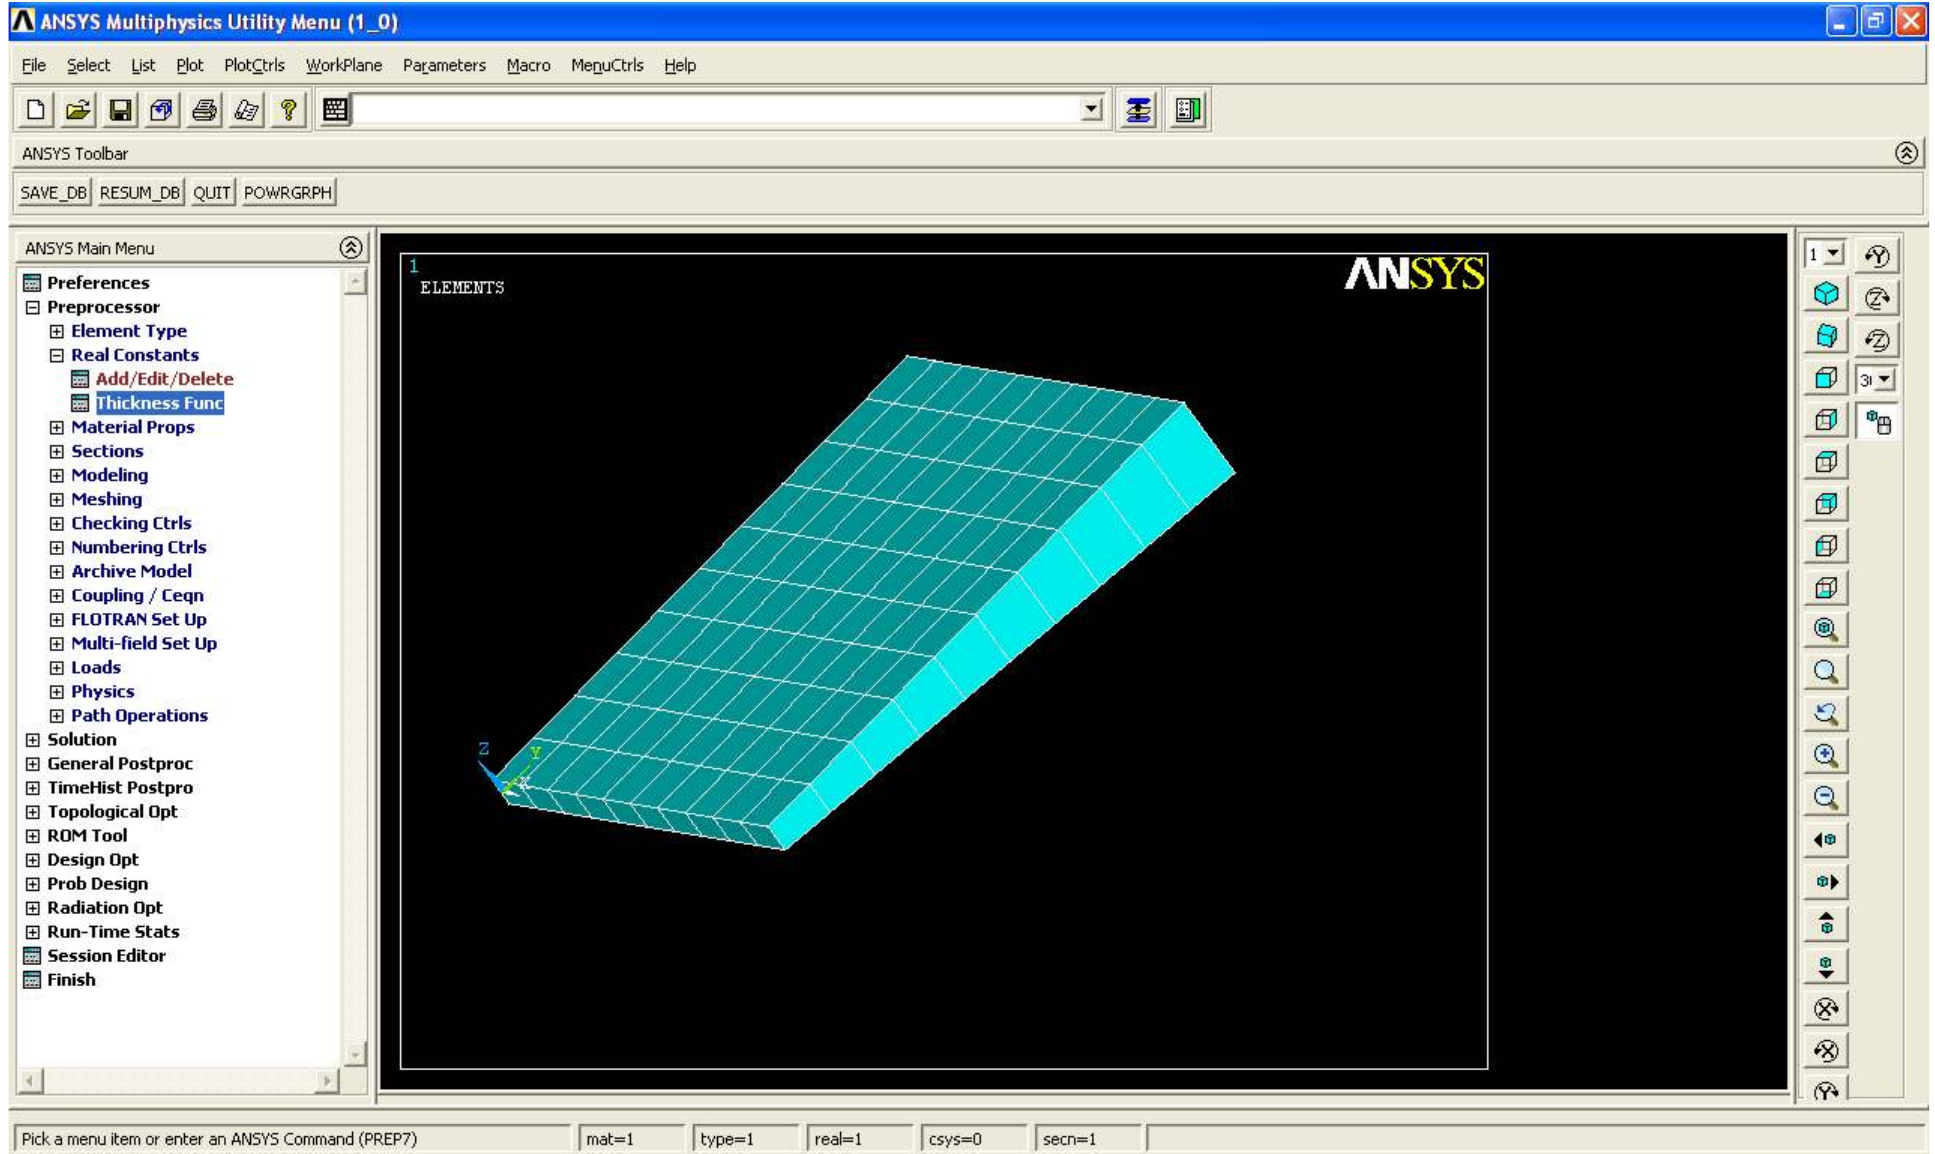 ANSYS Multiphysics Utility Menu (1_0)
File Select List Plot PlotCtrls WorkPlane Parameters Macro MenuCtrls Help
ANSYS Toolbar
SAVE_DB RESUM_DB QUIT POWRGRPH
ANSYS Main Menu
Preferences
Preprocessor
Element Type
Real Constants
Add/Edit/Delete
Thickness Func
Material Props
Sections
Modeling
Meshing
Checking Ctrls
Numbering Ctrls
Archive Model
Coupling / Ceqn
FLOTRAN Set Up
Multi-field Set Up
Loads
Physics
Path Operations
Solution
General Postproc
TimeHist Postpro
Topological Opt
ROM Tool
Design Opt
Prob Design
Radiation Opt
Run-Time Stats
Session Editor
Finish
1
ELEMENTS
ANSYS
Z
Y
X
1
Y
Z
Z
X
X
Y
Pick a menu item or enter an ANSYS Command (PREP7) mat=1 type=1 real=1 csys=0 secn=1